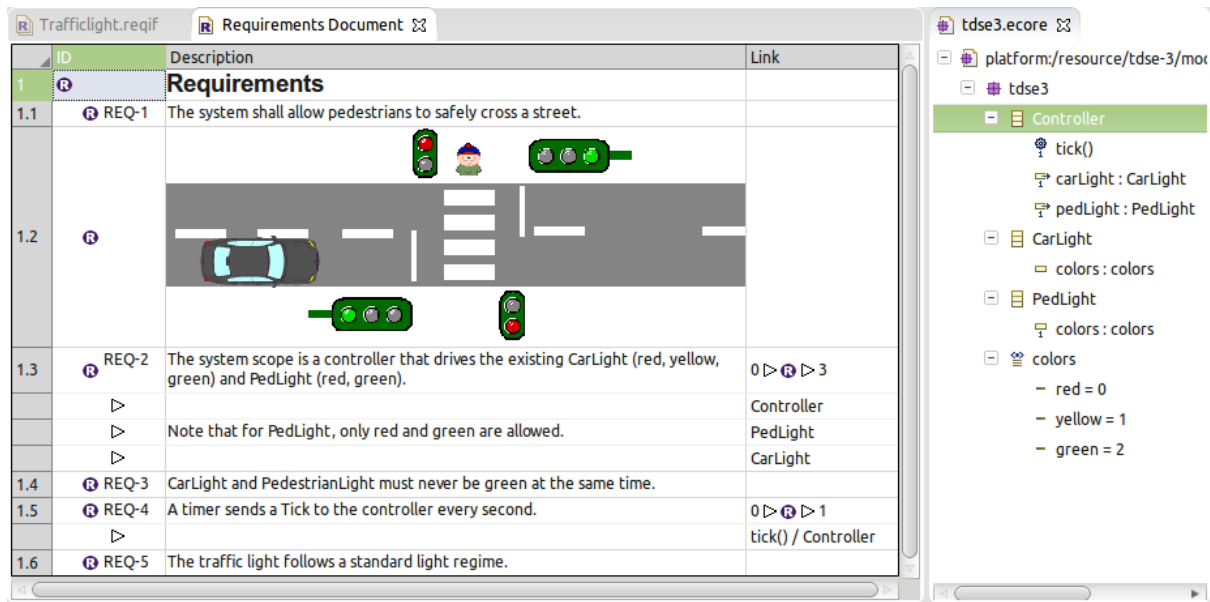 Trafficlight.reqif
Requirements Document
ID Description Link
1 R Requirements
1.1 R REQ-1 The system shall allow pedestrians to safely cross a street.
1.2 R
1.3 R REQ-2 The system scope is a controller that drives the existing CarLight (red, yellow,
green) and PedLight (red, green).
0 ▷ R ▷ 3
▷ Controller
▷ Note that for PedLight, only red and green are allowed. PedLight
▷ CarLight
1.4 R REQ-3 CarLight and PedestrianLight must never be green at the same time.
1.5 R REQ-4 A timer sends a Tick to the controller every second. 0 ▷ R ▷ 1
▷ tick() / Controller
1.6 R REQ-5 The traffic light follows a standard light regime.
tdse3.ecore
platform:/resource/tdse-3/mod
tdse3
Controller
tick()
carLight : CarLight
pedLight : PedLight
CarLight
colors : colors
PedLight
colors : colors
colors
red = 0
yellow = 1
green = 2